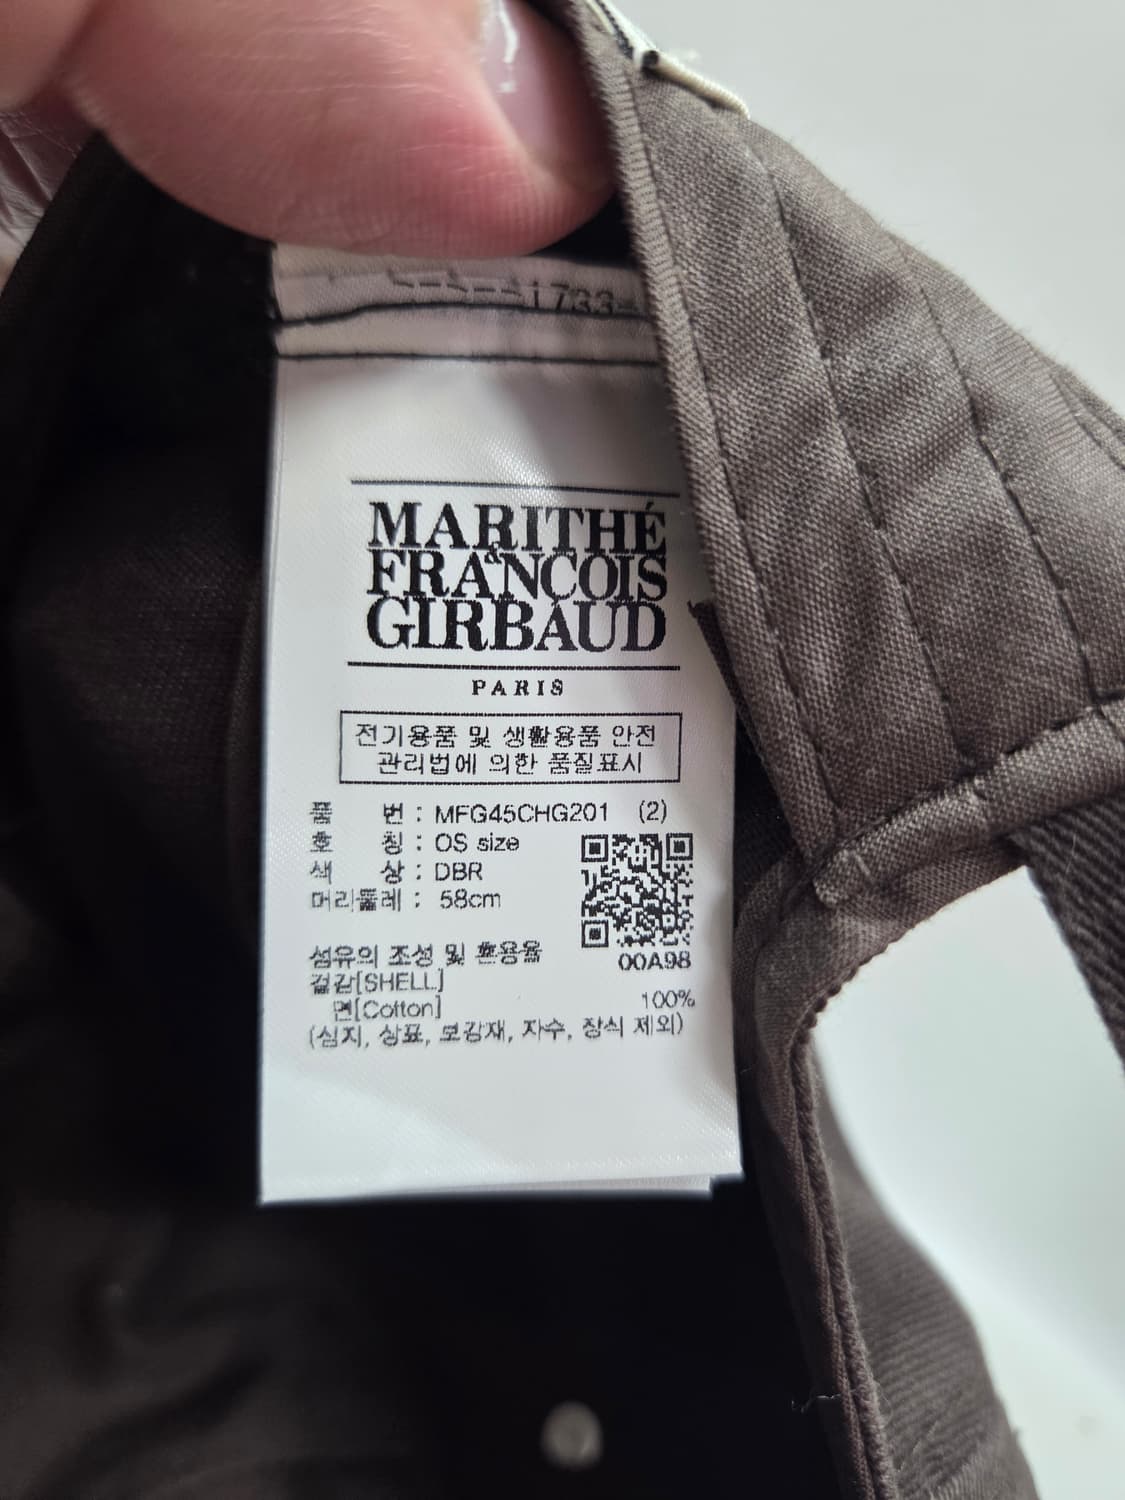 1733
MARITHÉ
&
FRANCOIS
GIRBAUD
PARIS
전기용품 및 생활용품 안전
관리법에 의한 품질표시
품 번 : MFG45CHG201 (2)
호 칭 : OS size
색 상 : DBR
머리둘레 : 58cm
00A98
섬유의 조성 및 혼용율
겉감[SHELL]
면[Cotton] 100%
(심지, 상표, 보강재, 자수, 장식 제외)